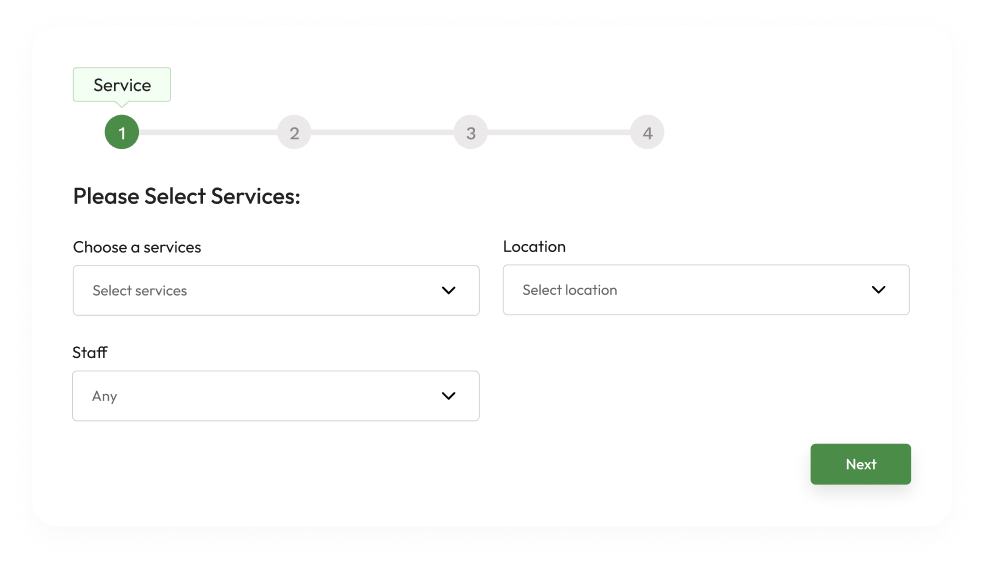 Service
1 2 3 4
Please Select Services:
Choose a services
Location
Select services
Select location
Staff
Any
Next